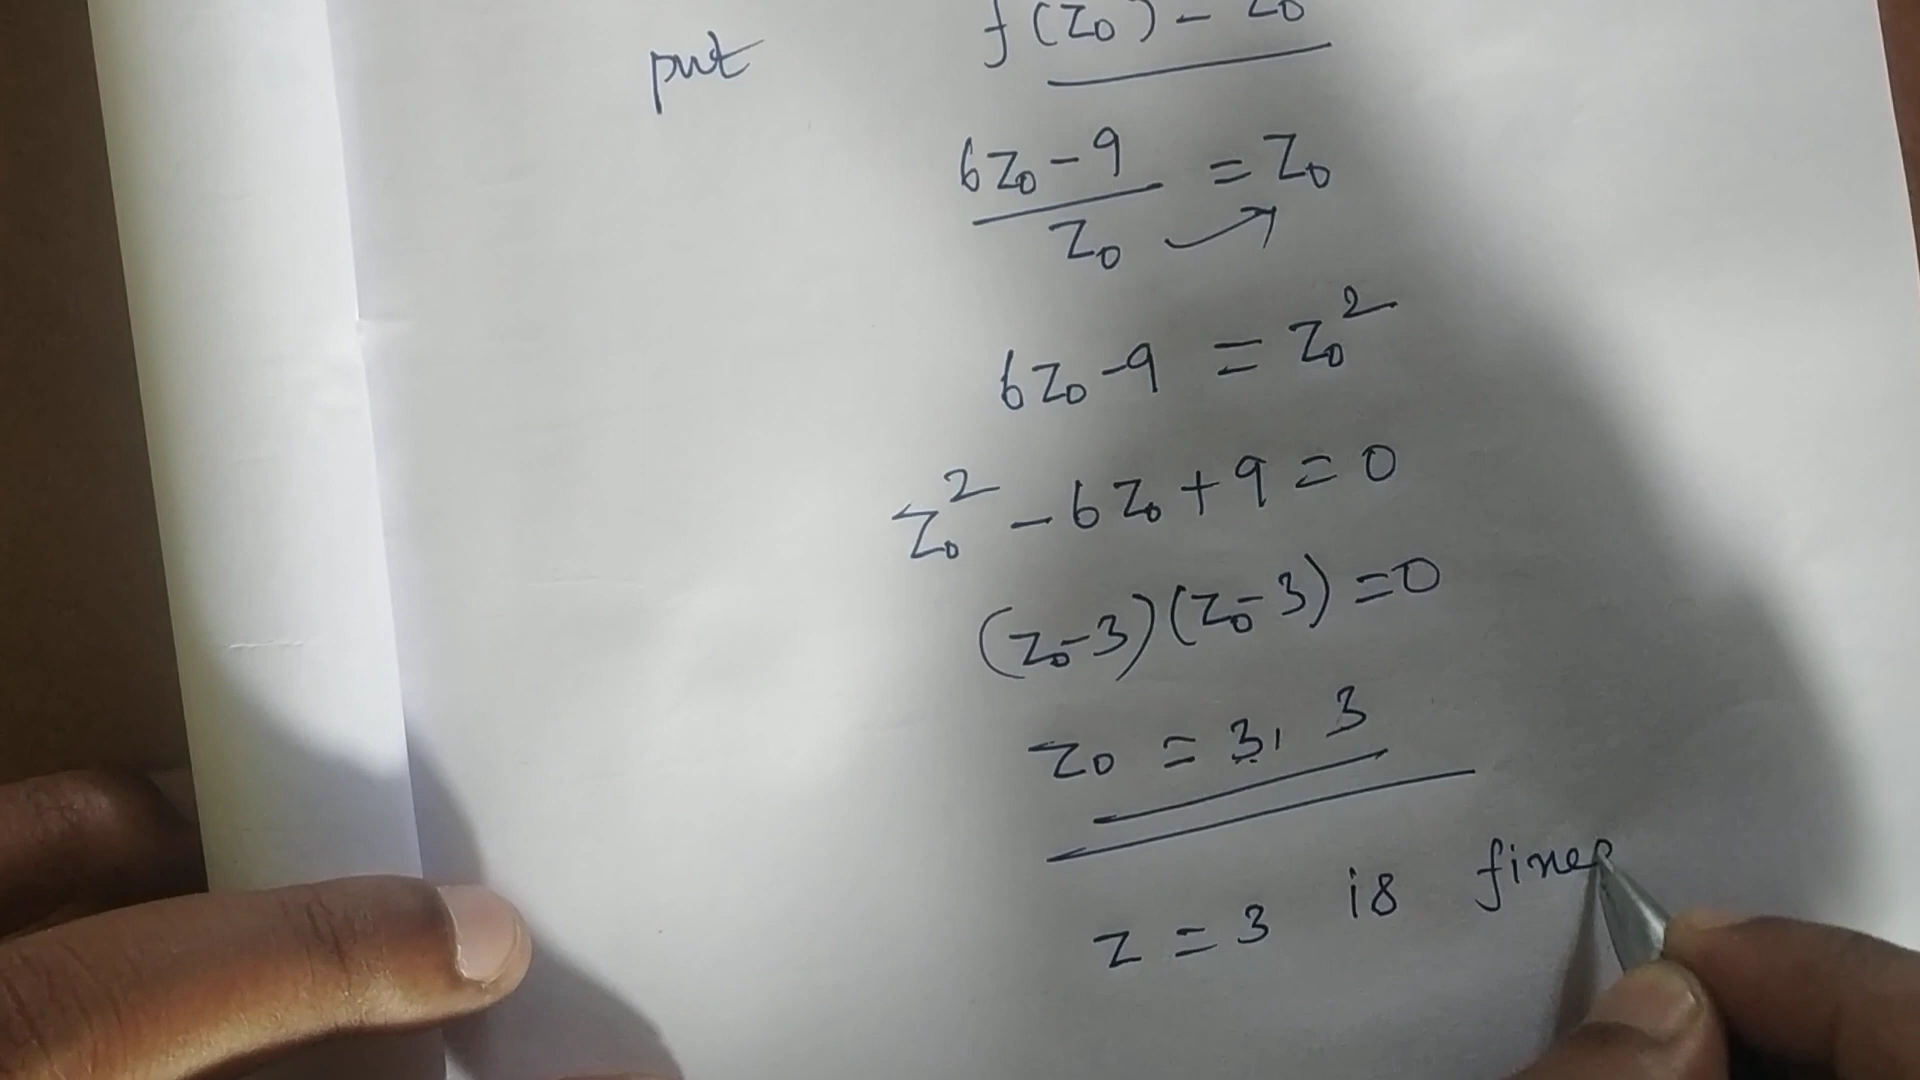 put f(z₀) = z₀
(6z₀ - 9)/z₀ = z₀
6z₀ - 9 = z₀²
z₀² - 6z₀ + 9 = 0
(z₀ - 3)(z₀ - 3) = 0
z₀ = 3, 3
z = 3 is